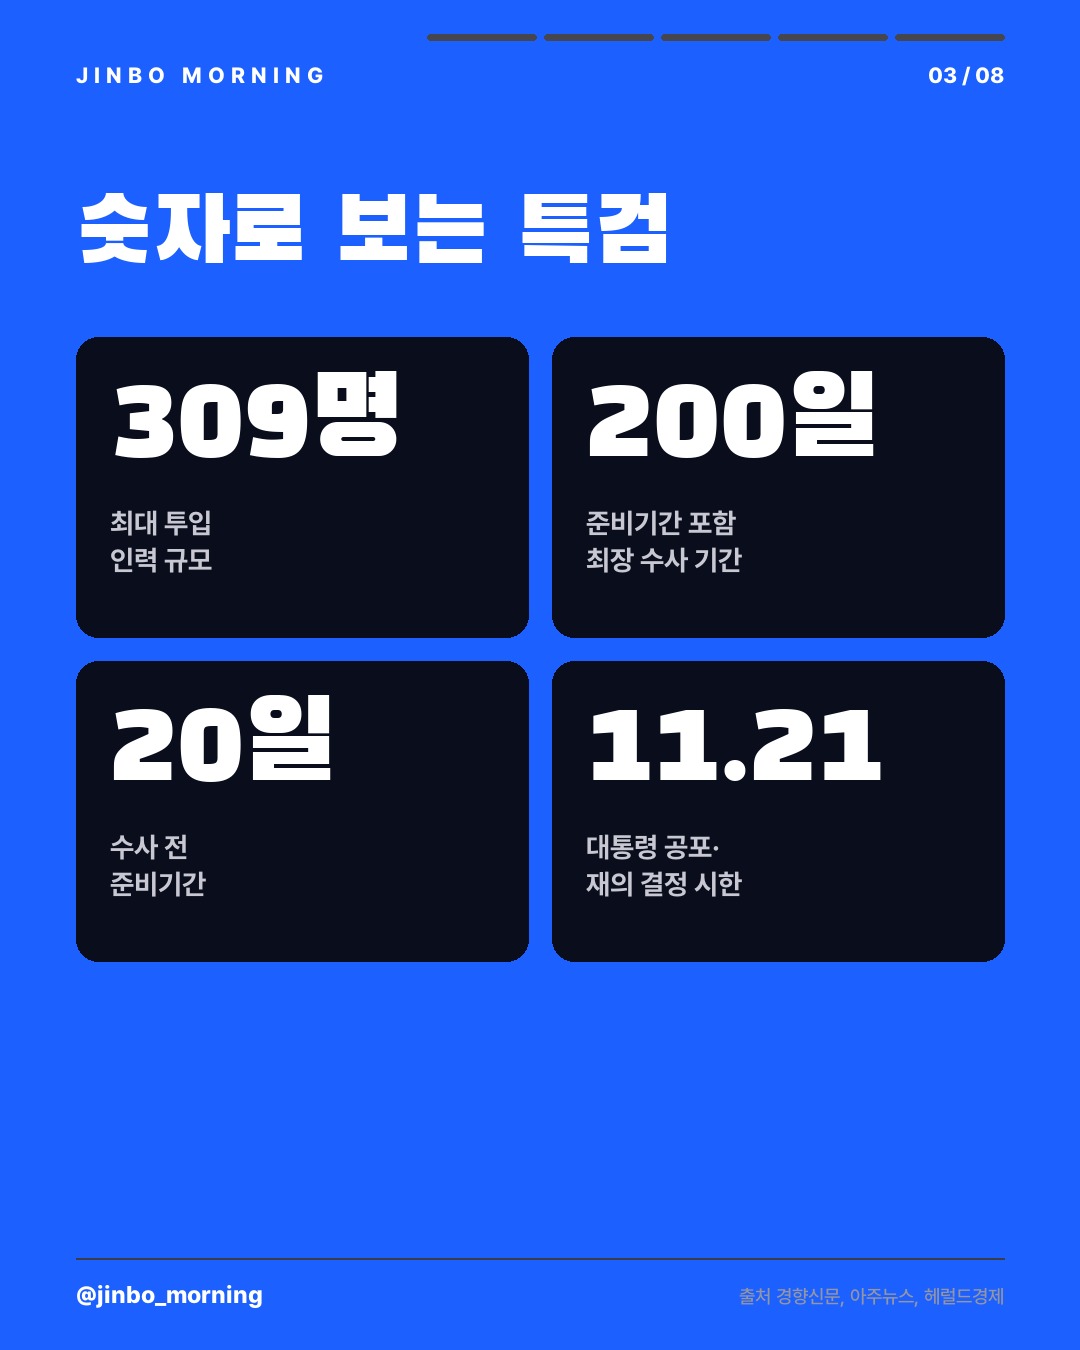 JINBO MORNING
03/08
숫자로 보는 특검
309명
최대 투입
인력 규모
200일
준비기간 포함
최장 수사 기간
20일
수사 전
준비기간
11.21
대통령 공포·
재의 결정 시한
@jinbo_morning
출처 경향신문, 아주뉴스, 헤럴드경제